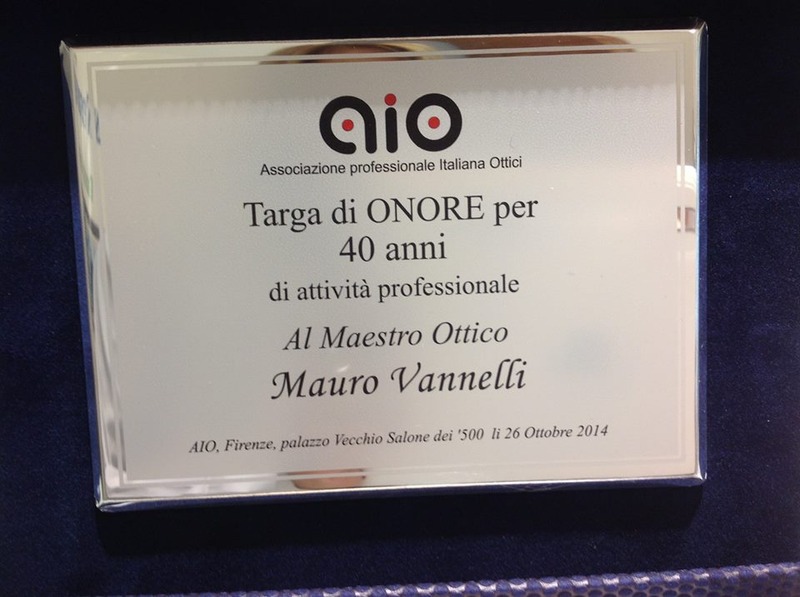 aio
Associazione professionale Italiana Ottici
Targa di ONORE per
40 anni
di attività professionale
Al Maestro Ottico
Mauro Vannelli
AIO, Firenze, palazzo Vecchio Salone dei '500 li 26 Ottobre 2014